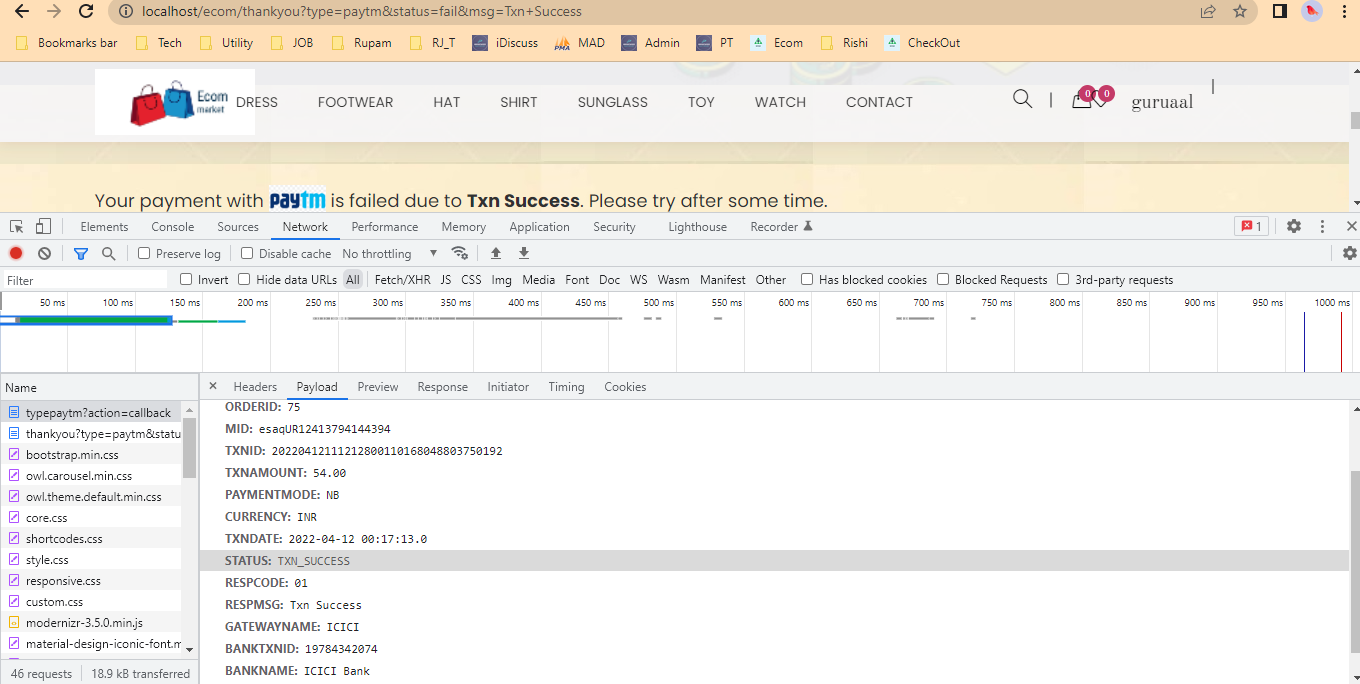 localhost/ecom/thankyou?type=paytm&status=fail&msg=Txn+Success
Bookmarks bar Tech Utility JOB Rupam RJ_T iDiscuss MAD Admin PT Ecom Rishi CheckOut
Ecom market DRESS FOOTWEAR HAT SHIRT SUNGLASS TOY WATCH CONTACT | 0 0 guruaal |
Your payment with paytm is failed due to Txn Success. Please try after some time.
Elements Console Sources Network Performance Memory Application Security Lighthouse Recorder 1
Preserve log Disable cache No throttling
Filter Invert Hide data URLs All Fetch/XHR JS CSS Img Media Font Doc WS Wasm Manifest Other Has blocked cookies Blocked Requests 3rd-party requests
50 ms 100 ms 150 ms 200 ms 250 ms 300 ms 350 ms 400 ms 450 ms 500 ms 550 ms 600 ms 650 ms 700 ms 750 ms 800 ms 850 ms 900 ms 950 ms 1000 ms
Name
typepaytm?action=callback
thankyou?type=paytm&statu
bootstrap.min.css
owl.carousel.min.css
owl.theme.default.min.css
core.css
shortcodes.css
style.css
responsive.css
custom.css
modernizr-3.5.0.min.js
material-design-iconic-font.m
46 requests 18.9 kB transferred
Headers Payload Preview Response Initiator Timing Cookies
ORDERID: 75
MID: esaqUR12413794144394
TXNID: 20220412111212800110168048803750192
TXNAMOUNT: 54.00
PAYMENTMODE: NB
CURRENCY: INR
TXNDATE: 2022-04-12 00:17:13.0
STATUS: TXN_SUCCESS
RESPCODE: 01
RESPMSG: Txn Success
GATEWAYNAME: ICICI
BANKTXNID: 19784342074
BANKNAME: ICICI Bank